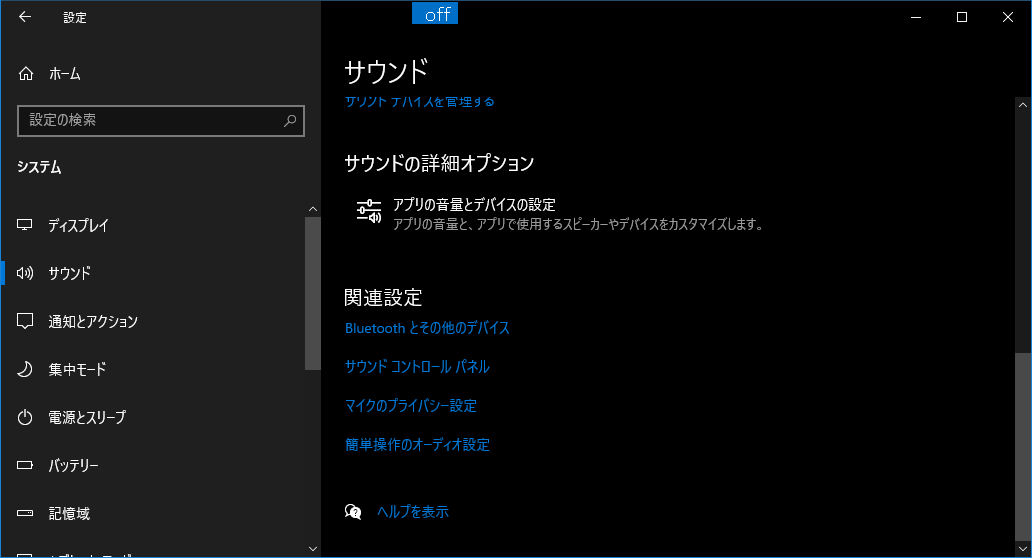 設定
off
ホーム
設定の検索
システム
ディスプレイ
サウンド
通知とアクション
集中モード
電源とスリープ
バッテリー
記憶域
サウンド
サウンド デバイスを管理する
サウンドの詳細オプション
アプリの音量とデバイスの設定
アプリの音量と、アプリで使用するスピーカーやデバイスをカスタマイズします。
関連設定
Bluetooth とその他のデバイス
サウンド コントロール パネル
マイクのプライバシー設定
簡単操作のオーディオ設定
ヘルプを表示